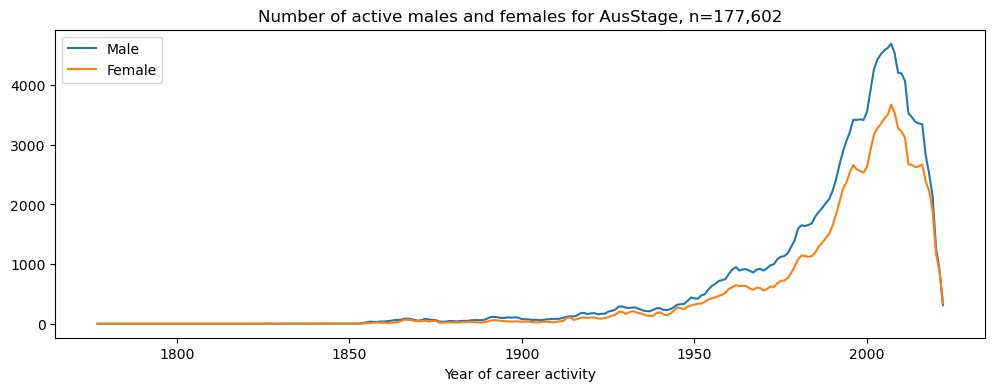 Number of active males and females for AusStage, n=177,602
Male
Female
4000
3000
2000
1000
0
1800
1850
1900
1950
2000
Year of career activity